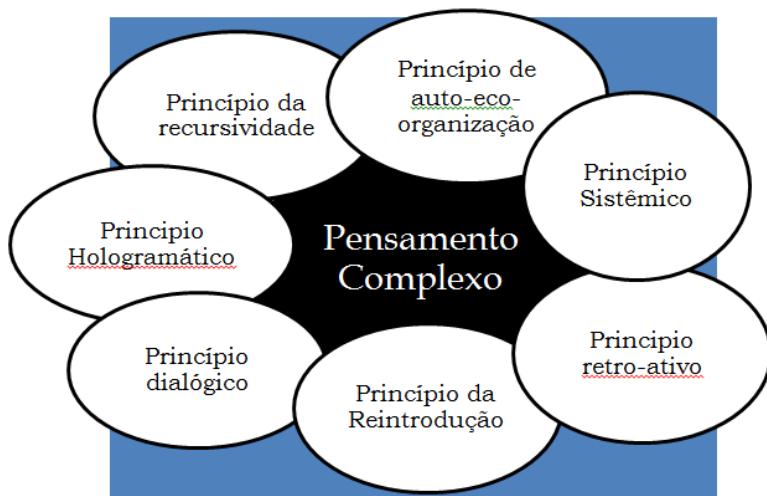 Princípio da
recursividade
Princípio de
auto-eco-
organização
Princípio
Sistêmico
Principio
Hologramático
Pensamento
Complexo
Principio
retro-ativo
Princípio
dialógico
Princípio da
Reintrodução